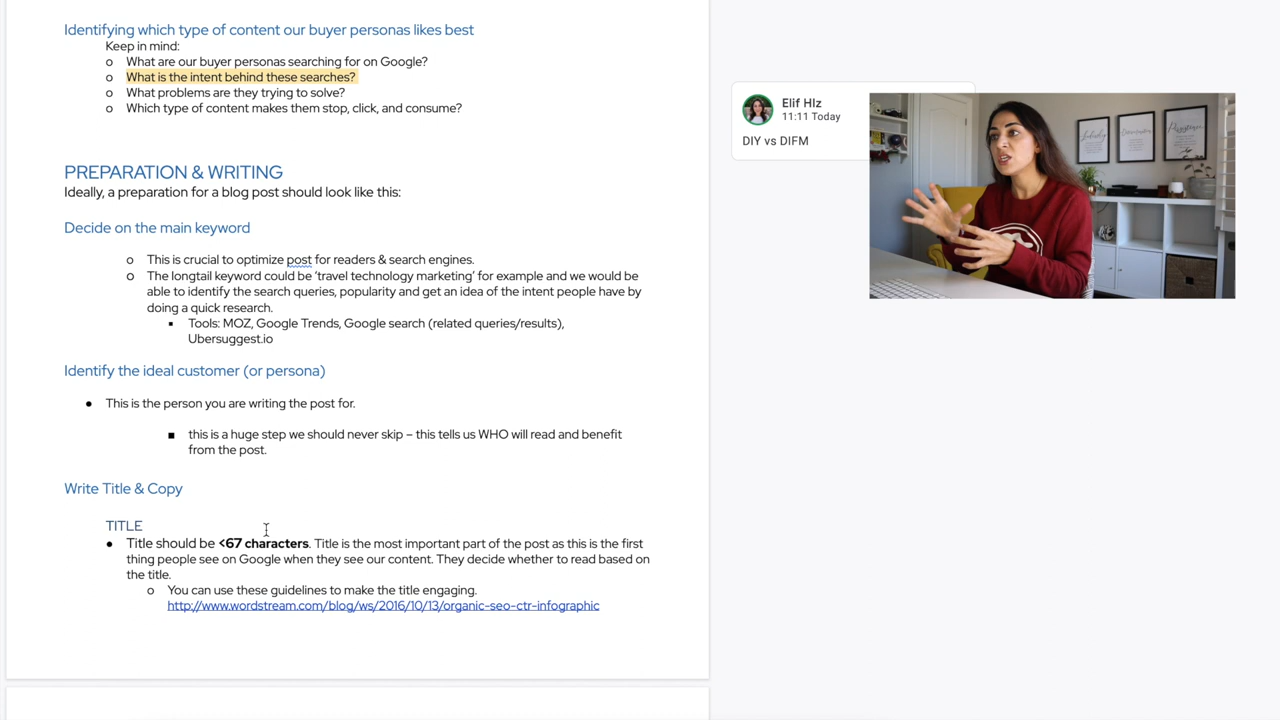 Identifying which type of content our buyer personas likes best
Keep in mind:
o What are our buyer personas searching for on Google?
o What is the intent behind these searches?
o What problems are they trying to solve?
o Which type of content makes them stop, click, and consume?
PREPARATION & WRITING
Ideally, a preparation for a blog post should look like this:
Decide on the main keyword
o This is crucial to optimize post for readers & search engines.
o The longtail keyword could be ‘travel technology marketing’ for example and we would be
able to identify the search queries, popularity and get an idea of the intent people have by
doing a quick research.
▪ Tools: MOZ, Google Trends, Google search (related queries/results),
Ubersuggest.io
Identify the ideal customer (or persona)
● This is the person you are writing the post for.
■ this is a huge step we should never skip – this tells us WHO will read and benefit
from the post.
Write Title & Copy
TITLE
● Title should be <67 characters. Title is the most important part of the post as this is the first
thing people see on Google when they see our content. They decide whether to read based on
the title.
o You can use these guidelines to make the title engaging.
http://www.wordstream.com/blog/ws/2016/10/13/organic-seo-ctr-infographic
Elif Hlz
11:11 Today
DIY vs DIFM